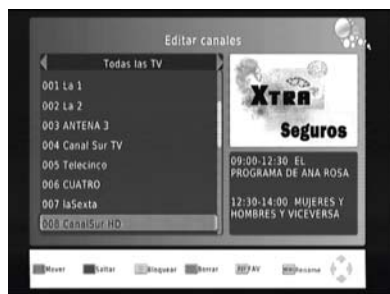 Editar canales
Todas las TV
001 La 1
002 La 2
003 ANTENA 3
004 Canal Sur TV
005 Telecinco
006 CUATRO
007 laSexta
008 CanalSur HD
XTRA
Seguros
09:00-12:30 EL
PROGRAMA DE ANA ROSA
12:30-14:00 MUJERES Y
HOMBRES Y VICEVERSA
Mover Saltar Bloquear Borrar FAV Rename